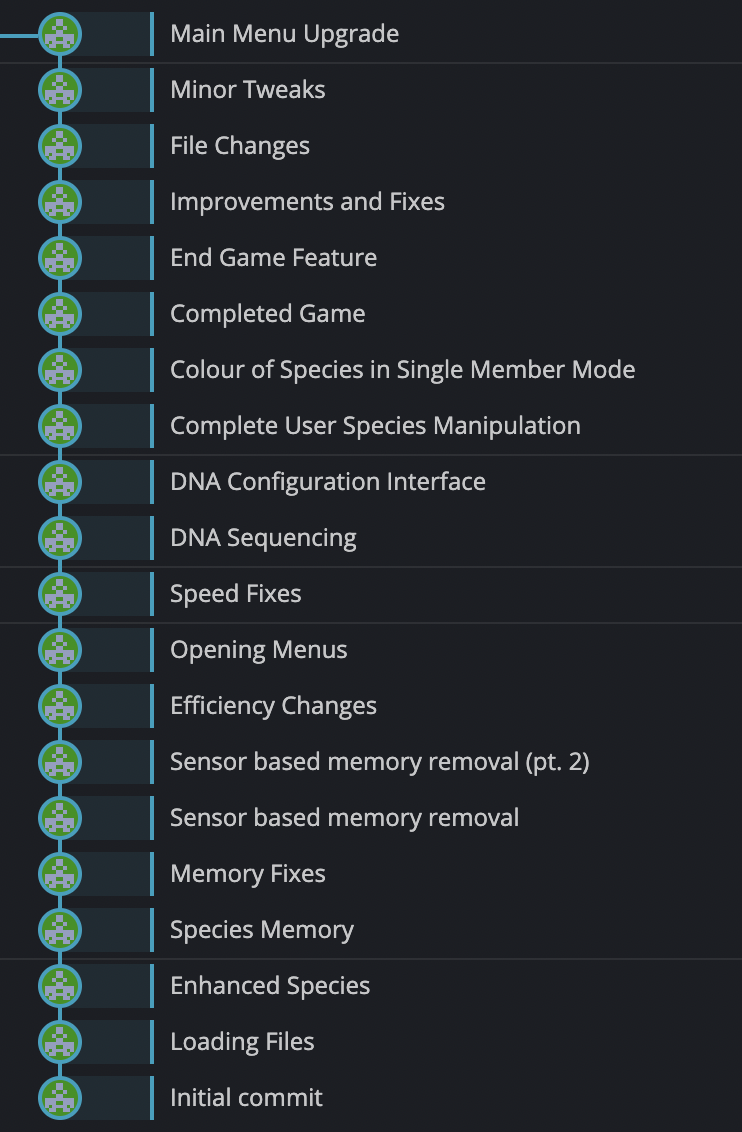 Main Menu Upgrade
Minor Tweaks
File Changes
Improvements and Fixes
End Game Feature
Completed Game
Colour of Species in Single Member Mode
Complete User Species Manipulation
DNA Configuration Interface
DNA Sequencing
Speed Fixes
Opening Menus
Efficiency Changes
Sensor based memory removal (pt. 2)
Sensor based memory removal
Memory Fixes
Species Memory
Enhanced Species
Loading Files
Initial commit